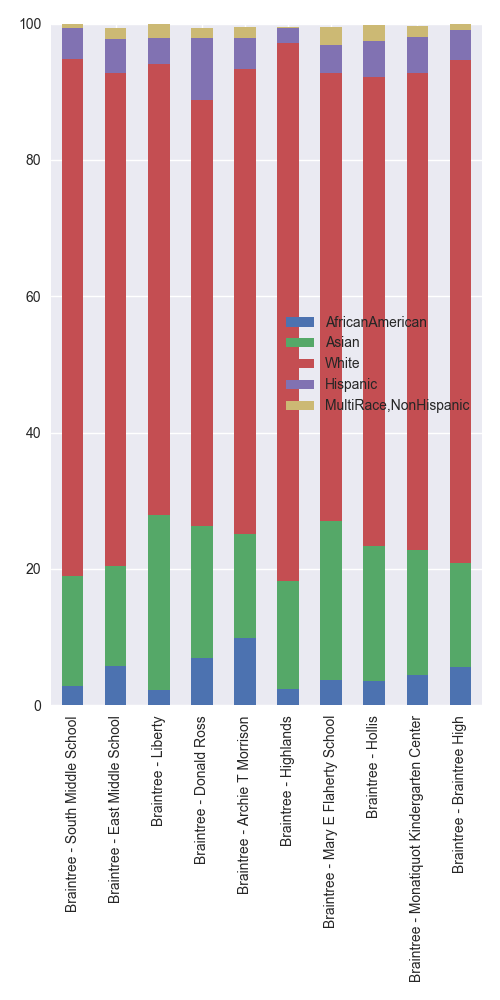 100
80
60
40
20
0
AfricanAmerican
Asian
White
Hispanic
MultiRace,NonHispanic
Braintree - South Middle School
Braintree - East Middle School
Braintree - Liberty
Braintree - Donald Ross
Braintree - Archie T Morrison
Braintree - Highlands
Braintree - Mary E Flaherty School
Braintree - Hollis
Braintree - Monatiquot Kindergarten Center
Braintree - Braintree High